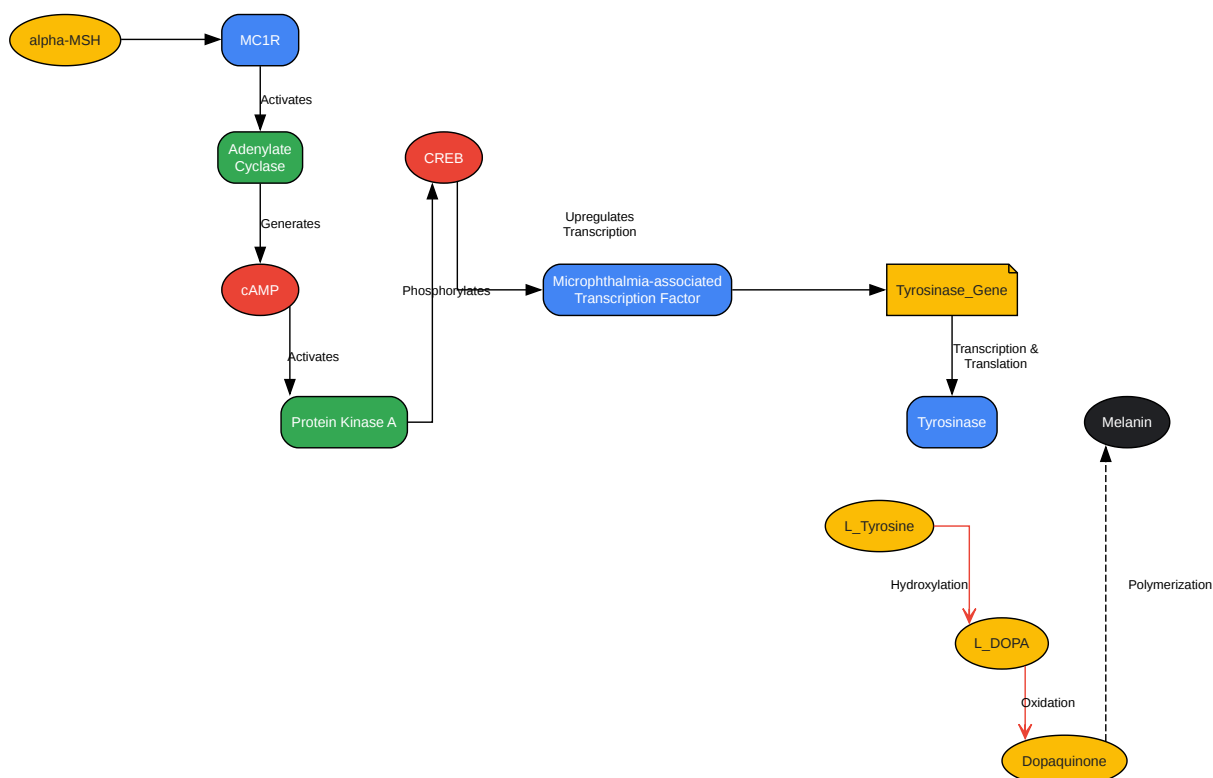 alpha-MSH
MC1R
Activates
Adenylate
Cyclase
CREB
Generates
Upregulates
Transcription
cAMP
Phosphorylates
Microphthalmia-associated
Transcription Factor
Tyrosinase_Gene
Activates
Transcription &
Translation
Protein Kinase A
Tyrosinase
Melanin
L_Tyrosine
Hydroxylation
Polymerization
L_DOPA
Oxidation
Dopaquinone